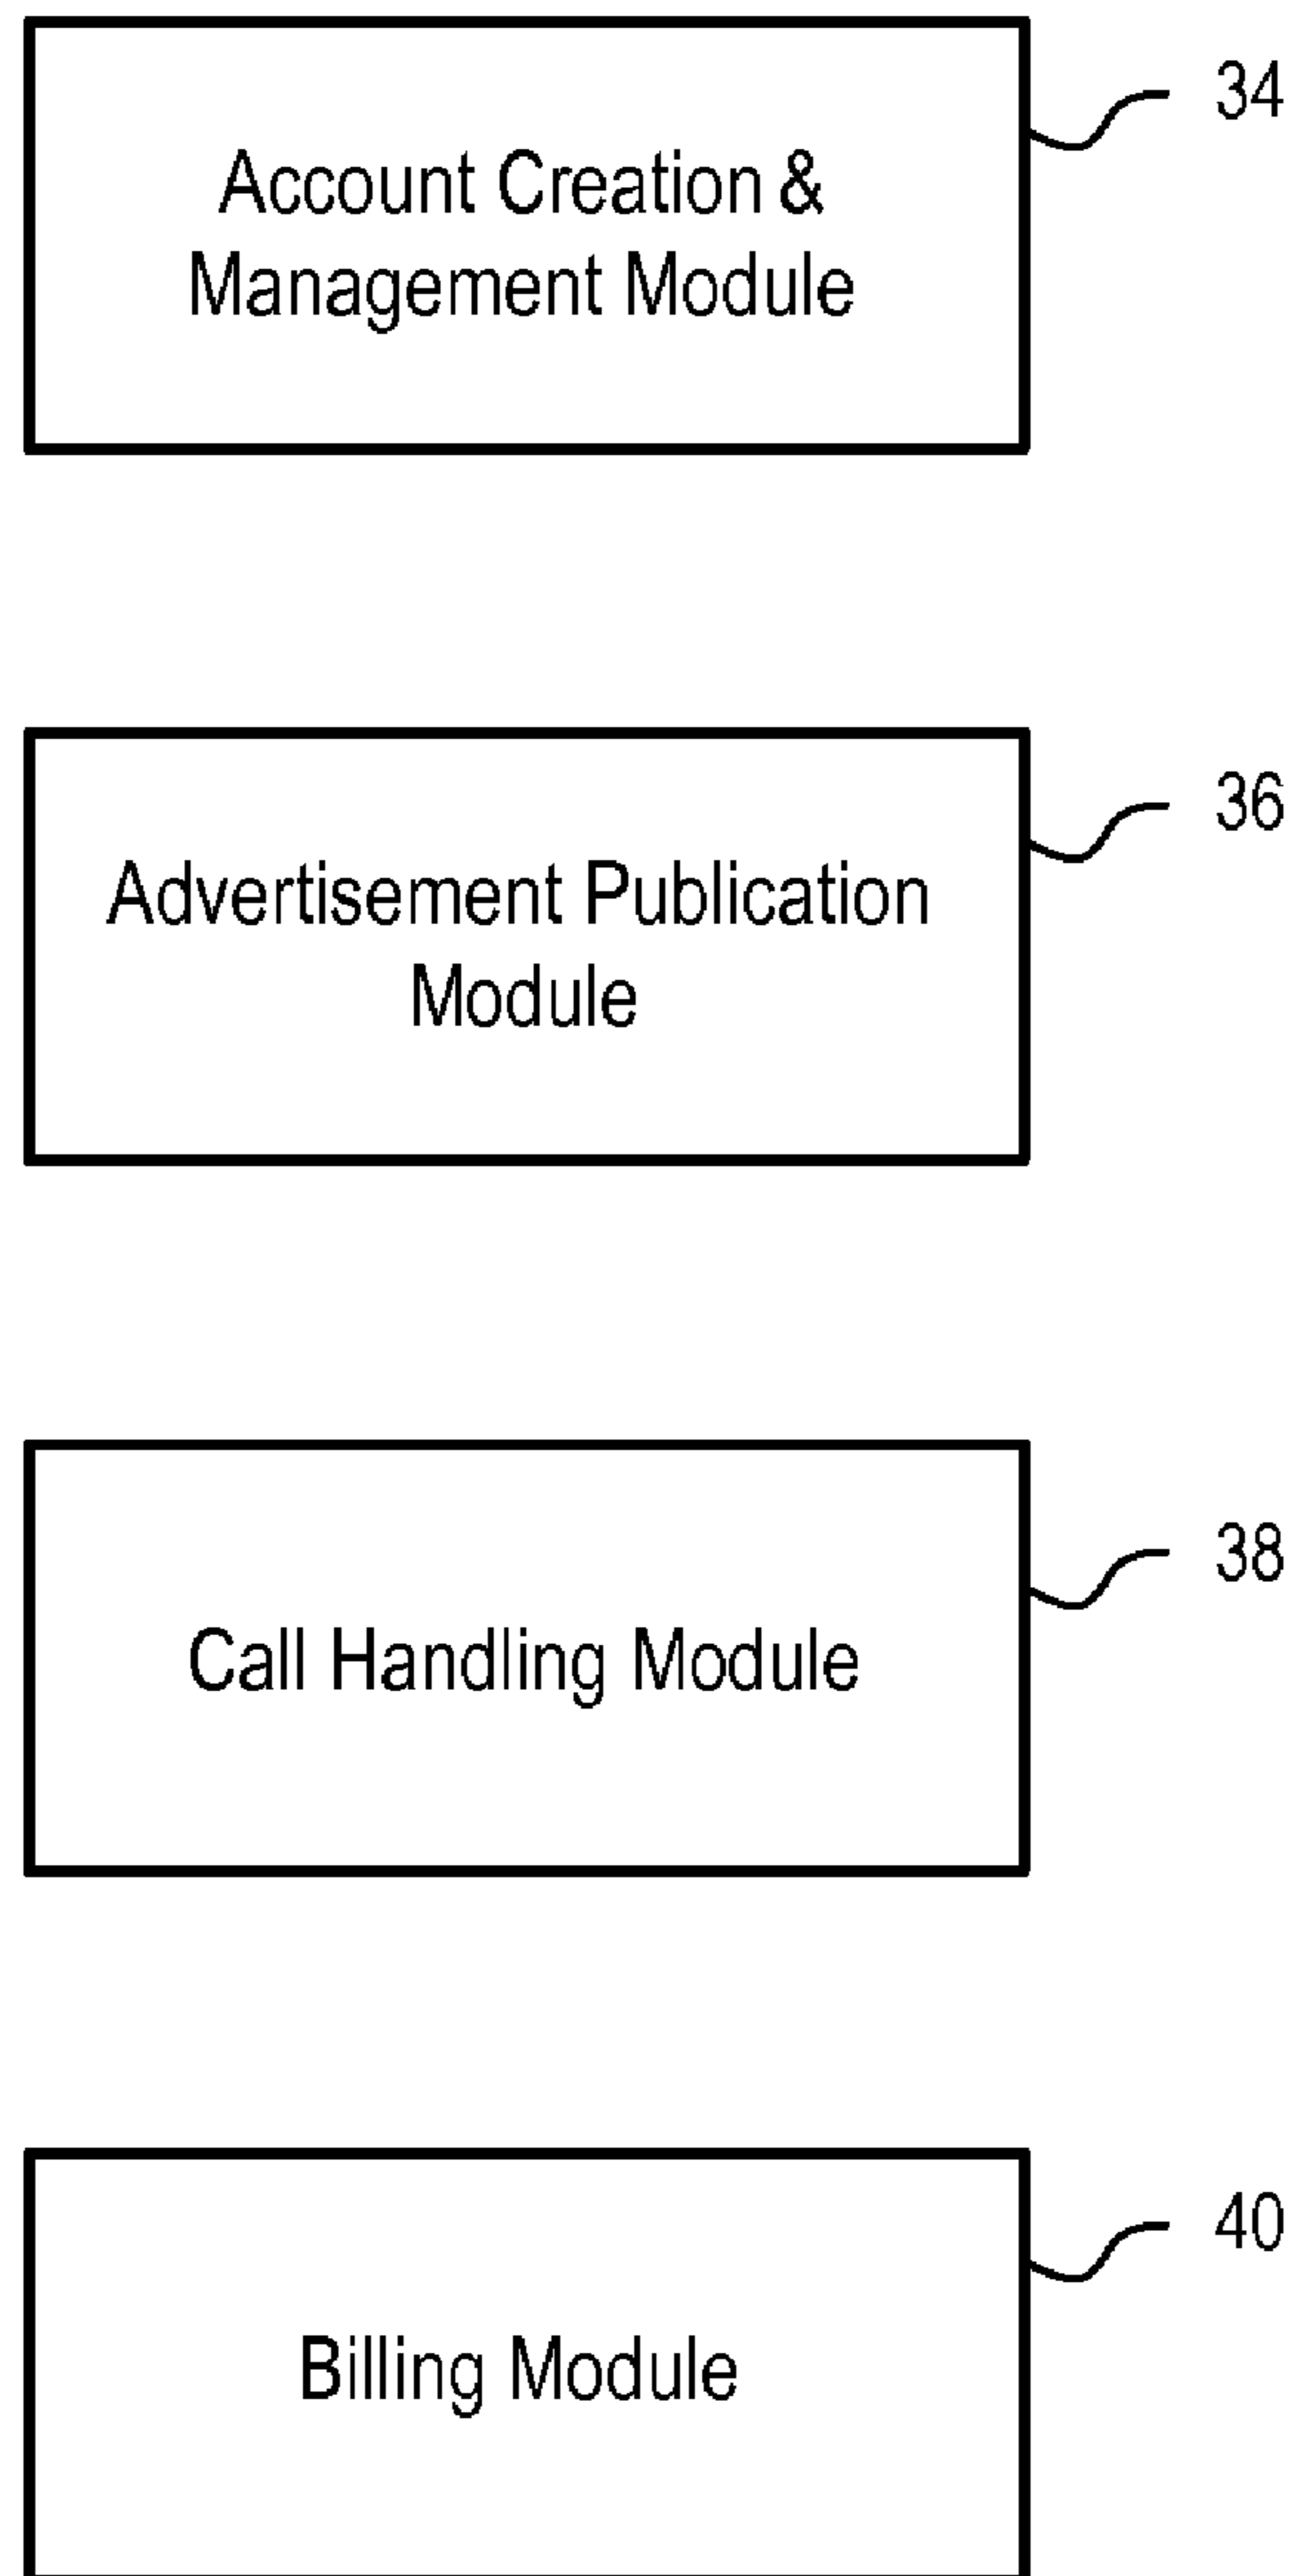 34
Account Creation &
Management Module
36
Advertisement Publication
Module
38
Call Handling Module
40
Billing Module